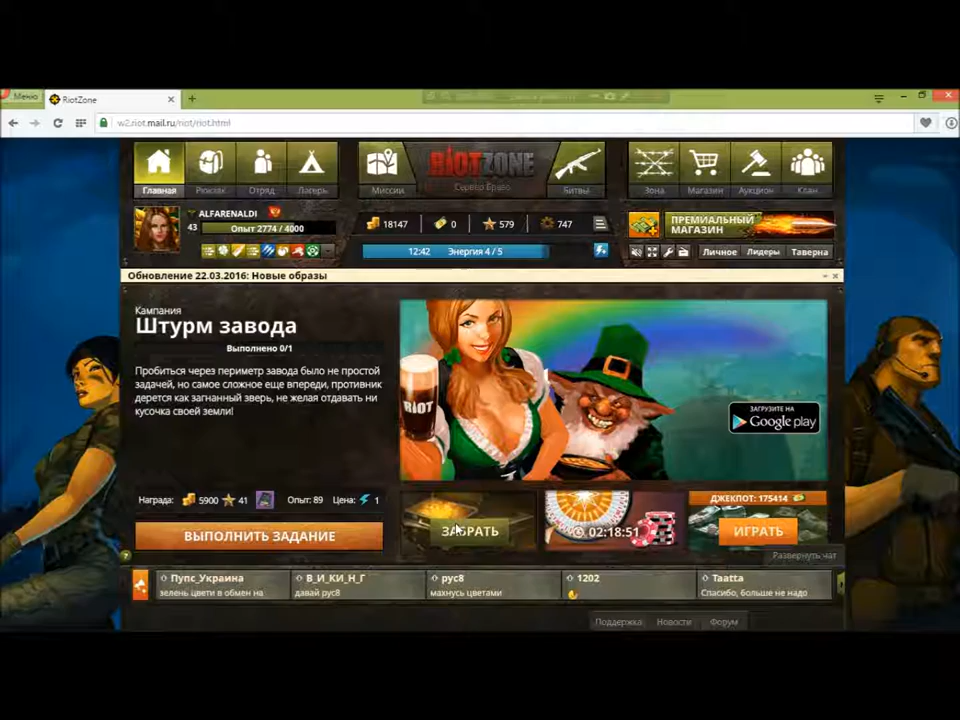 Меню
RiotZone
w2.riot.mail.ru/riot/riot.html
RIOTZONE
Сервер Браво
Главная
Рюкзак
Отряд
Лагерь
Миссии
Битвы
Зона
Магазин
Аукцион
Клан
ALFARENALDI
43
Опыт 2774 / 4000
18147
0
579
747
12:42 Энергия 4 / 5
ПРЕМИАЛЬНЫЙ
МАГАЗИН
Личное
Лидеры
Таверна
Обновление 22.03.2016: Новые образы
Кампания
Штурм завода
Выполнено 0/1
Пробиться через периметр завода было не простой
задачей, но самое сложное еще впереди, противник
дерется как загнанный зверь, не желая отдавать ни
кусочка своей земли!
RIOT
ЗАГРУЗИТЕ НА
Google play
Награда: 5900 41 Опыт: 89 Цена: 1
ВЫПОЛНИТЬ ЗАДАНИЕ
ЗАБРАТЬ
02:18:51
ДЖЕКПОТ: 175414
ИГРАТЬ
Развернуть чат
Пупс_Украина
зелень цвети в обмен на
В_И_КИ_Н_Г
давай рус8
рус8
махнусь цветами
1202
Taatta
Спасибо, больше не надо
Поддержка
Новости
Форум